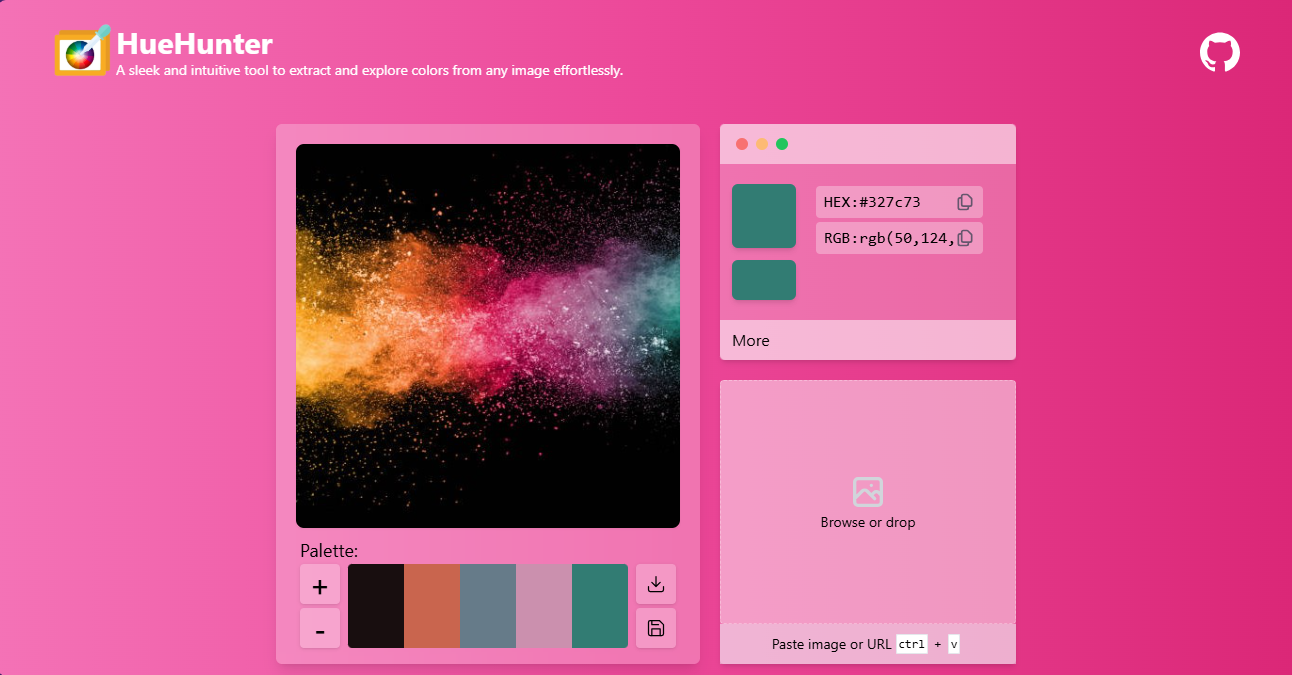 HueHunter
A sleek and intuitive tool to extract and explore colors from any image effortlessly.
HEX:#327c73
RGB:rgb(50,124,
More
Browse or drop
Palette:
+
-
Paste image or URL ctrl + v